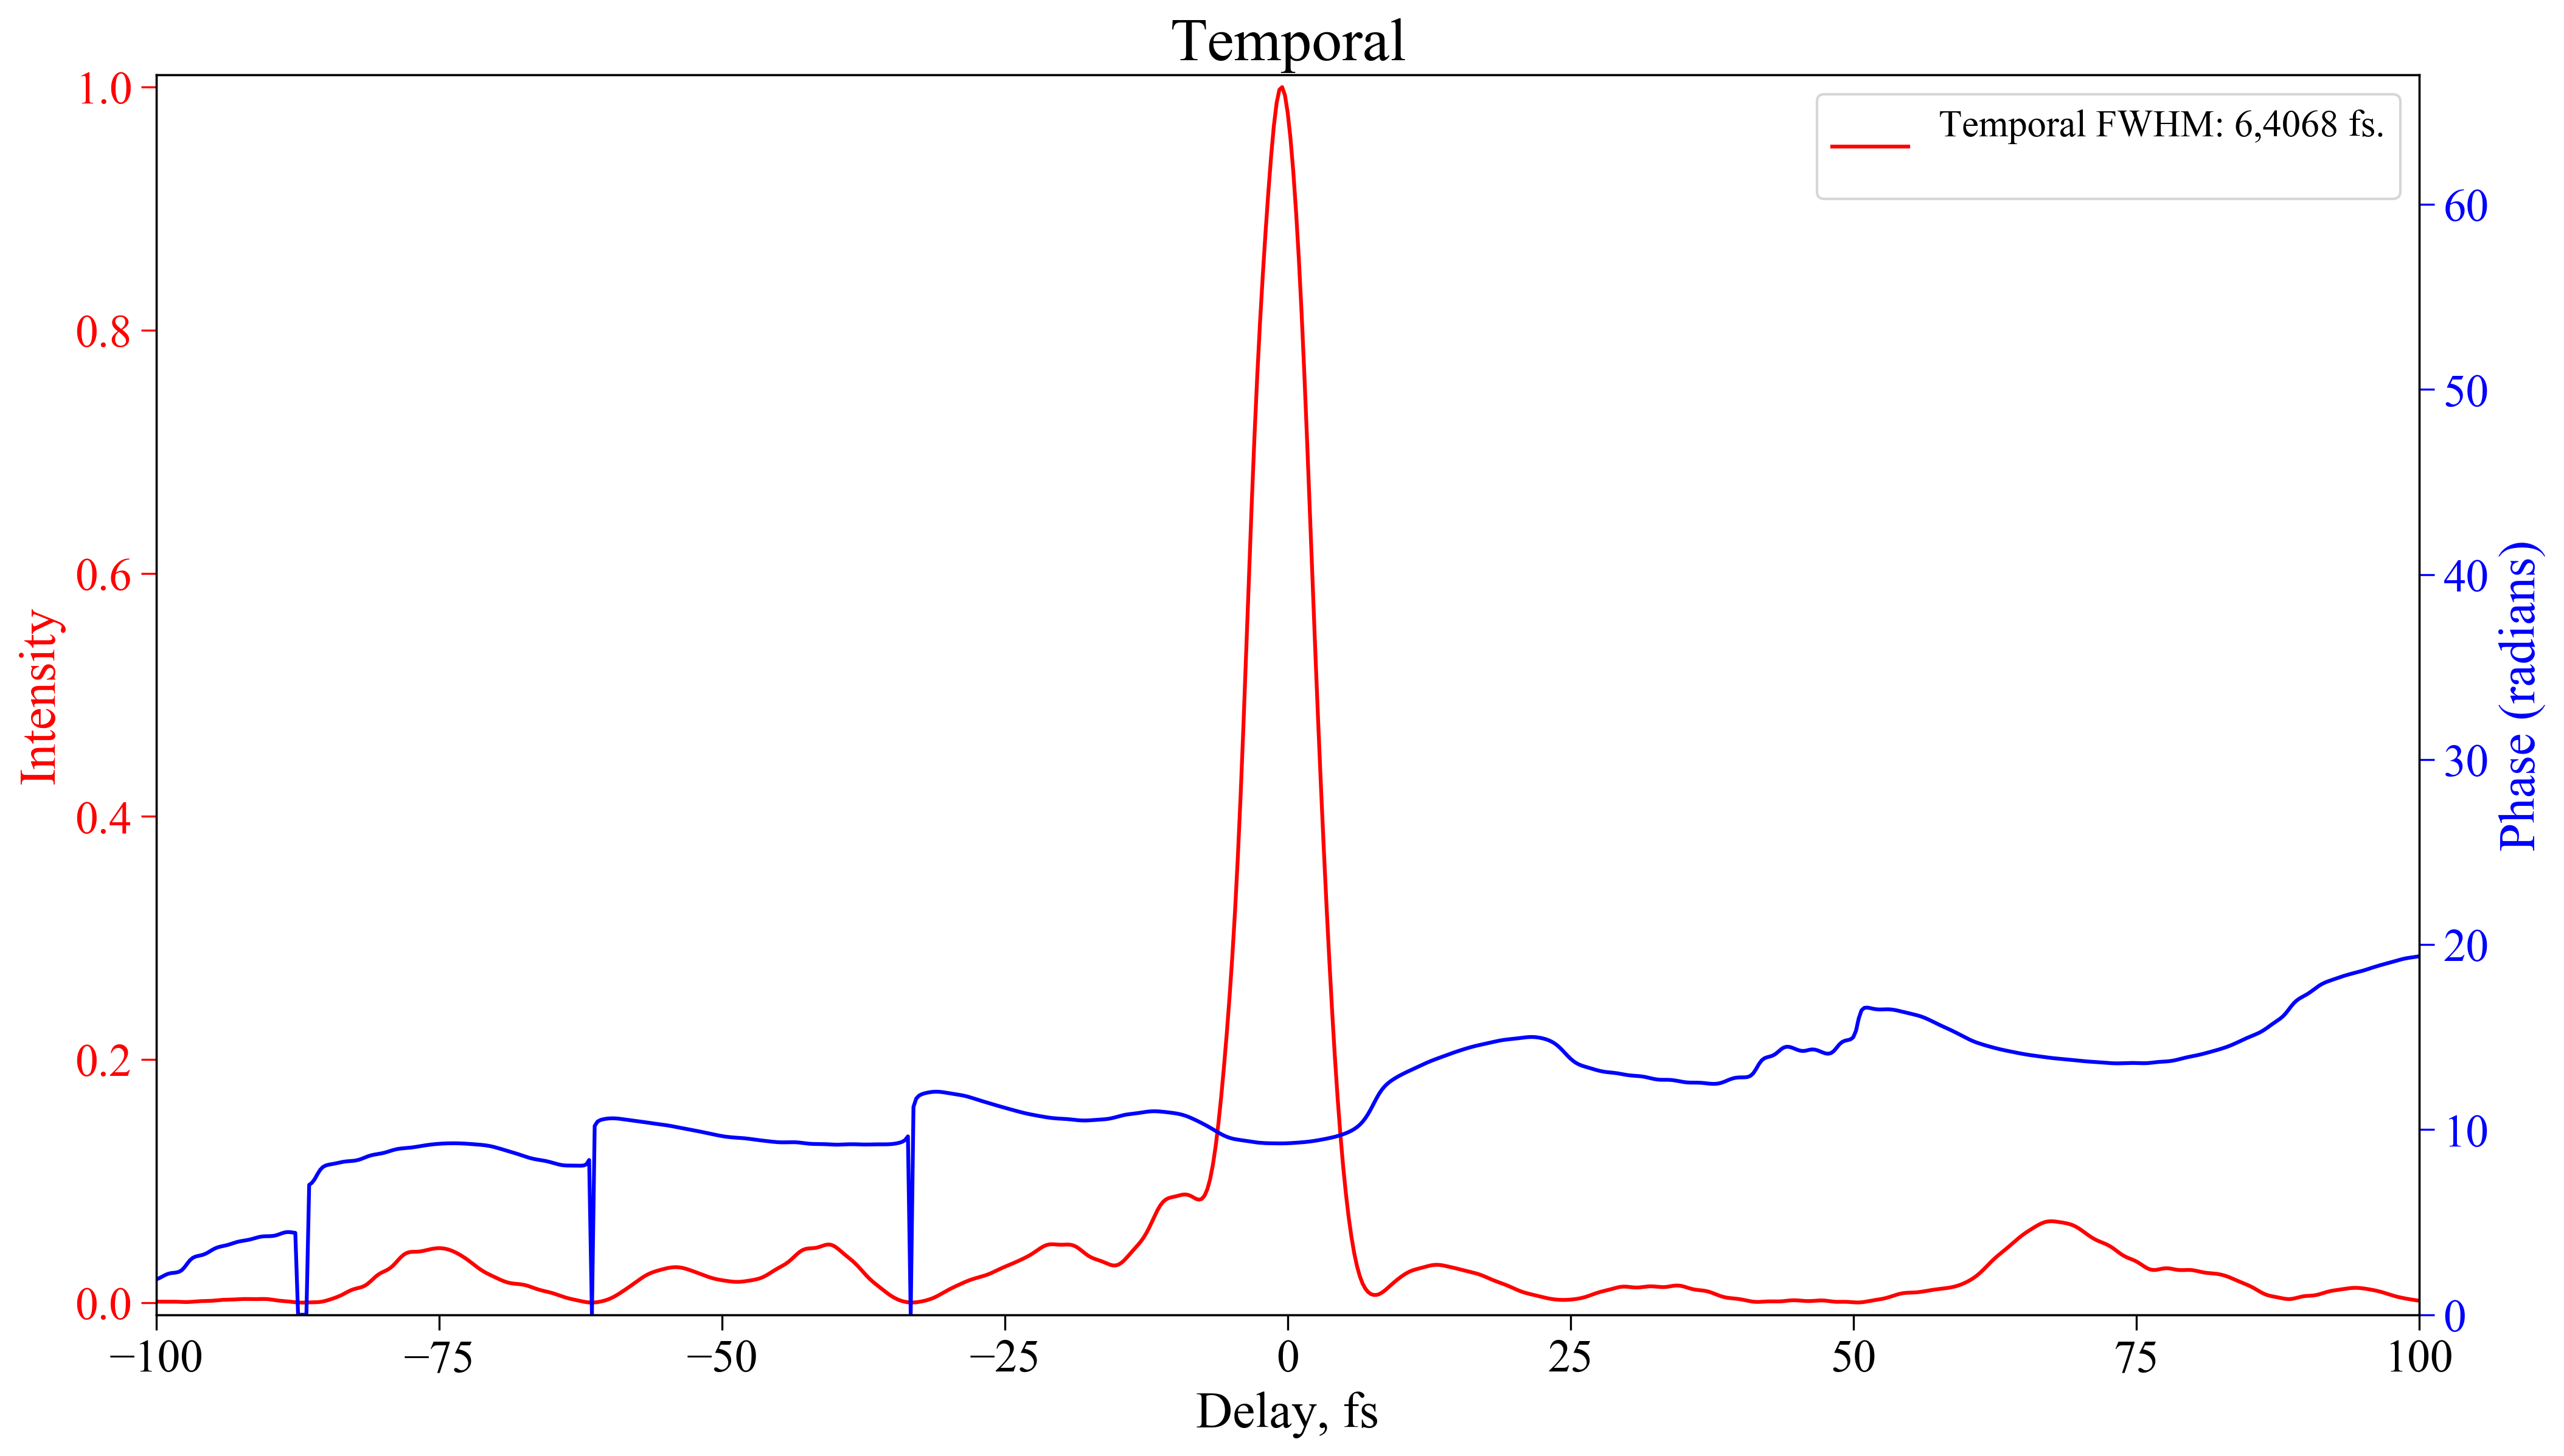 Temporal
Temporal FWHM: 6,4068 fs.
Intensity
1.0
0.8
0.6
0.4
0.2
0.0
Phase (radians)
60
50
40
30
20
10
0
−100 −75 −50 −25 0 25 50 75 100
Delay, fs